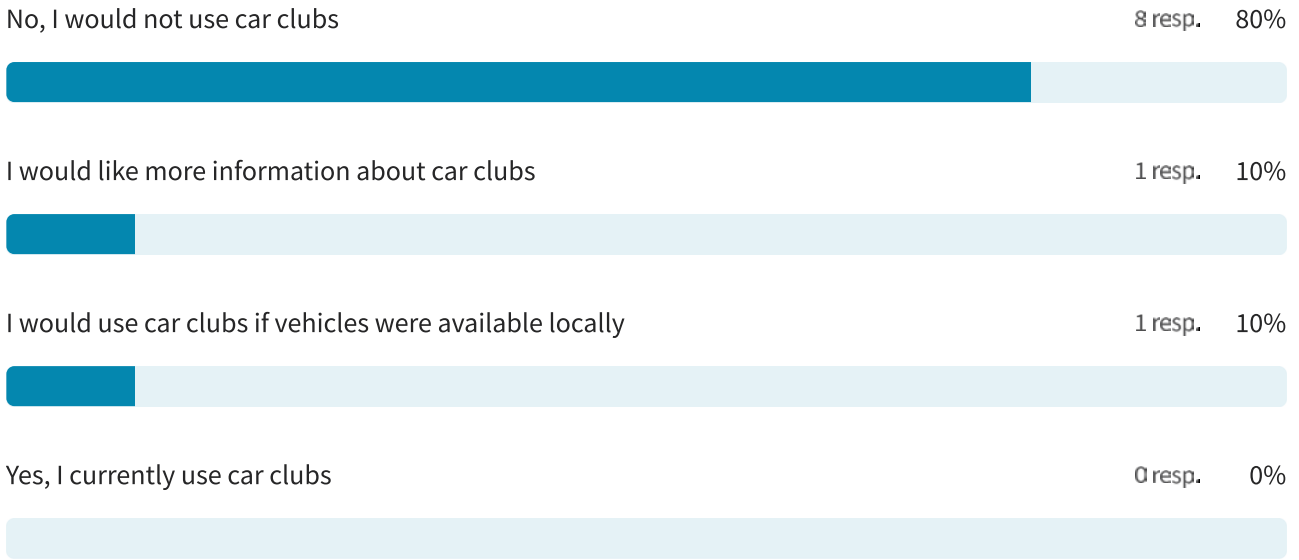 No, I would not use car clubs 8 resp. 80%
I would like more information about car clubs 1 resp. 10%
I would use car clubs if vehicles were available locally 1 resp. 10%
Yes, I currently use car clubs 0 resp. 0%